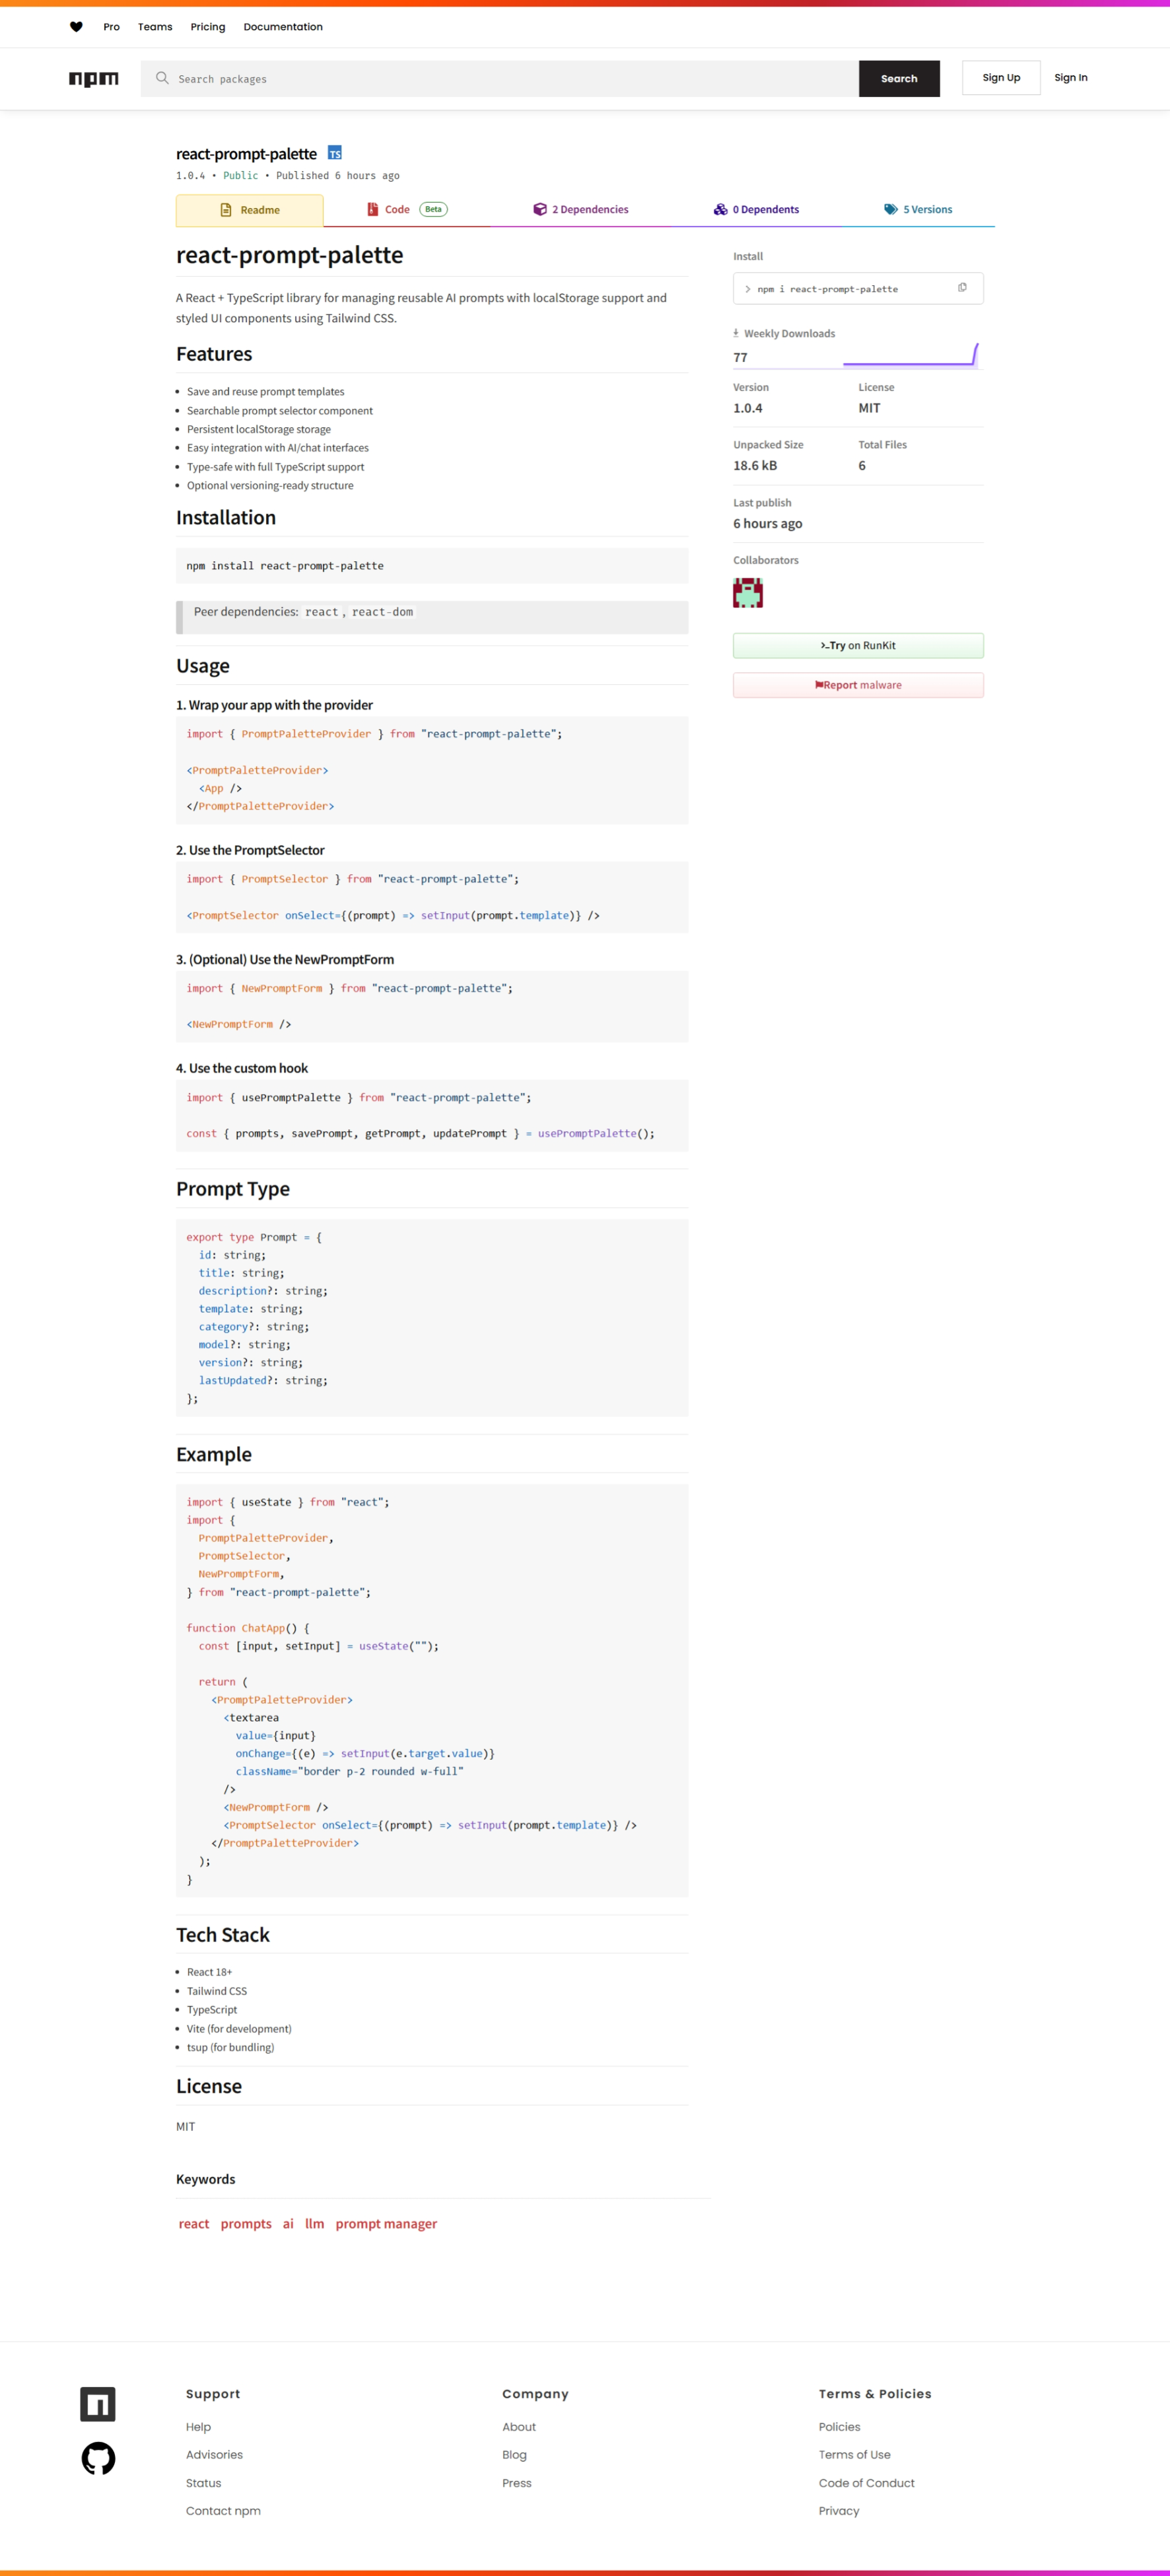 Pro Teams Pricing Documentation
npm Search packages Search Sign Up Sign In
react-prompt-palette TS
1.0.4 • Public • Published 6 hours ago
Readme Code Beta 2 Dependencies 0 Dependents 5 Versions
react-prompt-palette
A React + TypeScript library for managing reusable AI prompts with localStorage support and
styled UI components using Tailwind CSS.
Features
• Save and reuse prompt templates
• Searchable prompt selector component
• Persistent localStorage storage
• Easy integration with AI/chat interfaces
• Type-safe with full TypeScript support
• Optional versioning-ready structure
Installation
npm install react-prompt-palette
Peer dependencies: react, react-dom
Usage
1. Wrap your app with the provider
import { PromptPaletteProvider } from "react-prompt-palette";
<PromptPaletteProvider>
  <App />
</PromptPaletteProvider>
2. Use the PromptSelector
import { PromptSelector } from "react-prompt-palette";
<PromptSelector onSelect={(prompt) => setInput(prompt.template)} />
3. (Optional) Use the NewPromptForm
import { NewPromptForm } from "react-prompt-palette";
<NewPromptForm />
4. Use the custom hook
import { usePromptPalette } from "react-prompt-palette";
const { prompts, savePrompt, getPrompt, updatePrompt } = usePromptPalette();
Prompt Type
export type Prompt = {
  id: string;
  title: string;
  description?: string;
  template: string;
  category?: string;
  model?: string;
  version?: string;
  lastUpdated?: string;
};
Example
import { useState } from "react";
import {
  PromptPaletteProvider,
  PromptSelector,
  NewPromptForm,
} from "react-prompt-palette";
function ChatApp() {
  const [input, setInput] = useState("");
  return (
    <PromptPaletteProvider>
      <textarea
        value={input}
        onChange={(e) => setInput(e.target.value)}
        className="border p-2 rounded w-full"
      />
      <NewPromptForm />
      <PromptSelector onSelect={(prompt) => setInput(prompt.template)} />
    </PromptPaletteProvider>
  );
}
Tech Stack
• React 18+
• Tailwind CSS
• TypeScript
• Vite (for development)
• tsup (for bundling)
License
MIT
Keywords
react prompts ai llm prompt manager
Install
> npm i react-prompt-palette
Weekly Downloads
77
Version License
1.0.4 MIT
Unpacked Size Total Files
18.6 kB 6
Last publish
6 hours ago
Collaborators
>_Try on RunKit
Report malware
Support
Help
Advisories
Status
Contact npm
Company
About
Blog
Press
Terms & Policies
Policies
Terms of Use
Code of Conduct
Privacy